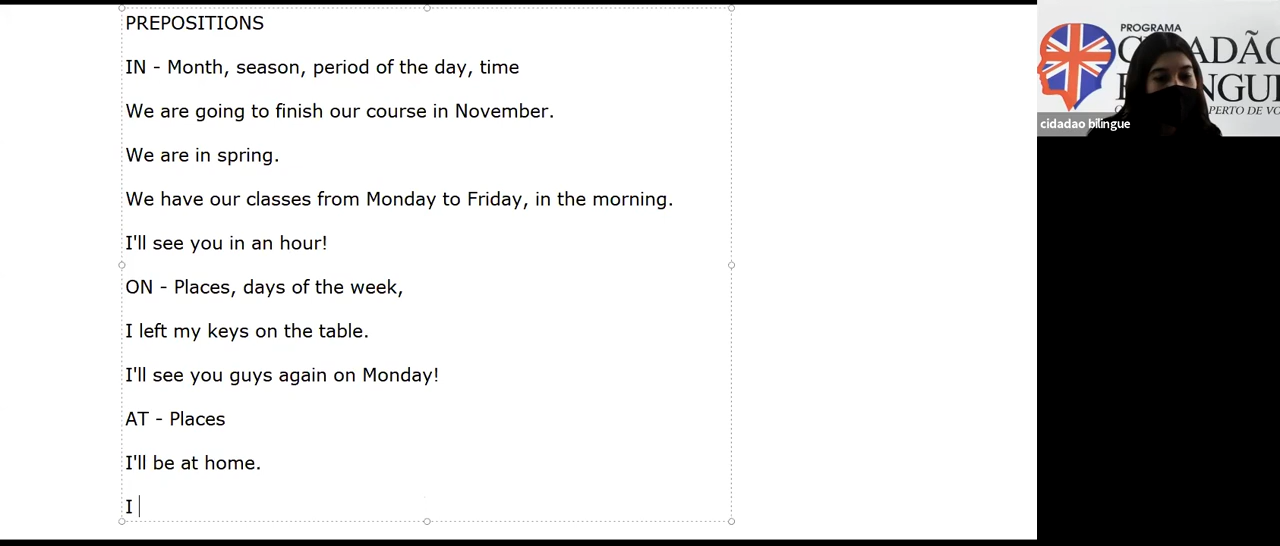 PREPOSITIONS
IN - Month, season, period of the day, time
We are going to finish our course in November.
We are in spring.
We have our classes from Monday to Friday, in the morning.
I'll see you in an hour!
ON - Places, days of the week,
I left my keys on the table.
I'll see you guys again on Monday!
AT - Places
I'll be at home.
I
PROGRAMA
cidadao bilingue